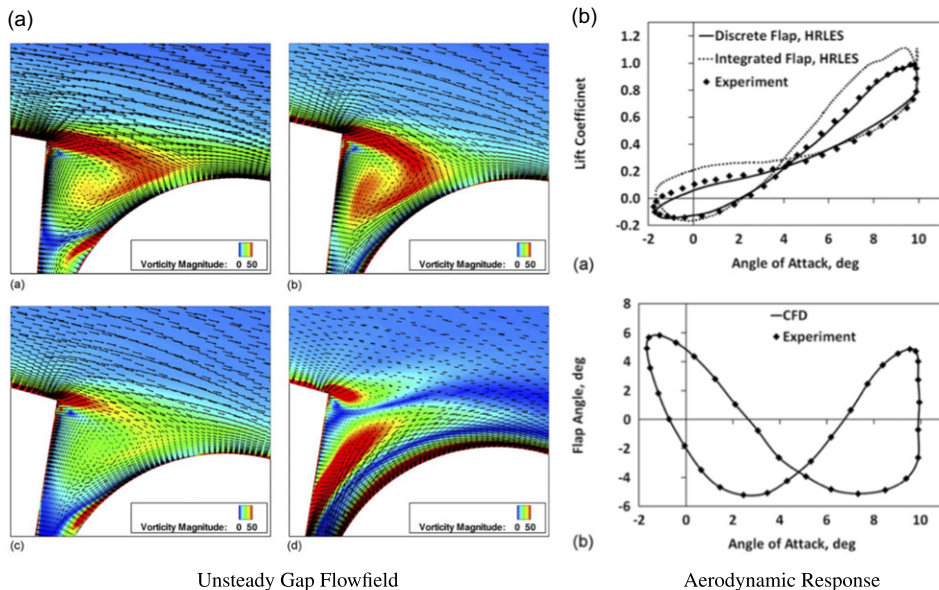 (a)
Vorticity Magnitude: 0 50
(a)
Vorticity Magnitude: 0 50
(b)
Vorticity Magnitude: 0 50
(c)
Vorticity Magnitude: 0 50
(d)
Unsteady Gap Flowfield
(b)
Discrete Flap, HRLES
Integrated Flap, HRLES
Experiment
Lift Coefficinet
1.2
1.0
0.8
0.6
0.4
0.2
0.0
-0.2
-2 0 2 4 6 8 10
Angle of Attack, deg
(a)
CFD
Experiment
Flap Angle, deg
8
6
4
2
0
-2
-4
-6
-2 0 2 4 6 8 10
Angle of Attack, deg
(b)
Aerodynamic Response